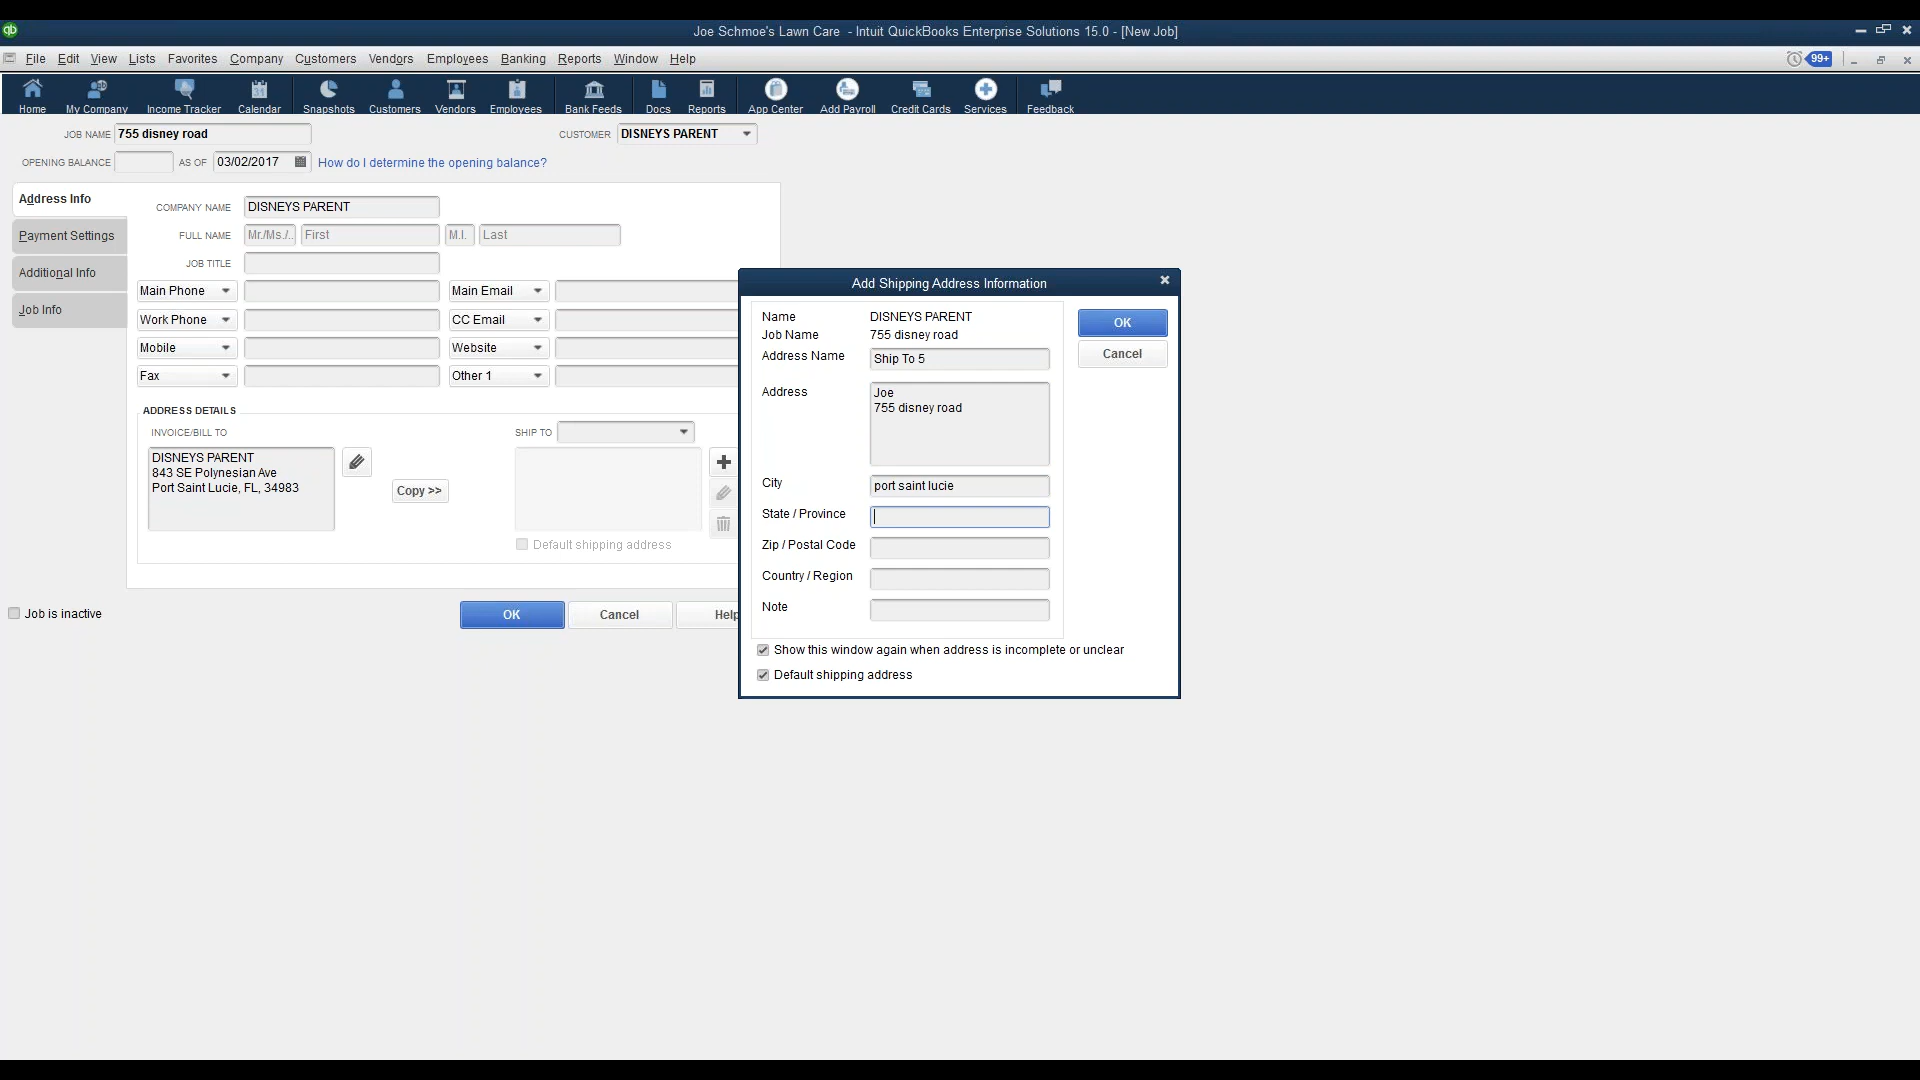 qb
Joe Schmoe's Lawn Care - Intuit QuickBooks Enterprise Solutions 15.0 - [New Job]
File Edit View Lists Favorites Company Customers Vendors Employees Banking Reports Window Help
99+
31
Home My Company Income Tracker Calendar Snapshots Customers Vendors Employees Bank Feeds Docs Reports App Center Add Payroll Credit Cards Services Feedback
JOB NAME 755 disney road
CUSTOMER DISNEYS PARENT
OPENING BALANCE AS OF 03/02/2017 How do I determine the opening balance?
Address Info
Payment Settings
Additional Info
Job Info
COMPANY NAME DISNEYS PARENT
FULL NAME Mr./Ms./.. First M.I. Last
JOB TITLE
Main Phone Main Email
Work Phone CC Email
Mobile Website
Fax Other 1
ADDRESS DETAILS
INVOICE/BILL TO
DISNEYS PARENT
843 SE Polynesian Ave
Port Saint Lucie, FL, 34983
Copy >>
SHIP TO
Default shipping address
Job is inactive
OK Cancel Help
Add Shipping Address Information
Name DISNEYS PARENT
Job Name 755 disney road
Address Name Ship To 5
Address Joe
755 disney road
City port saint lucie
State / Province
Zip / Postal Code
Country / Region
Note
OK
Cancel
Show this window again when address is incomplete or unclear
Default shipping address